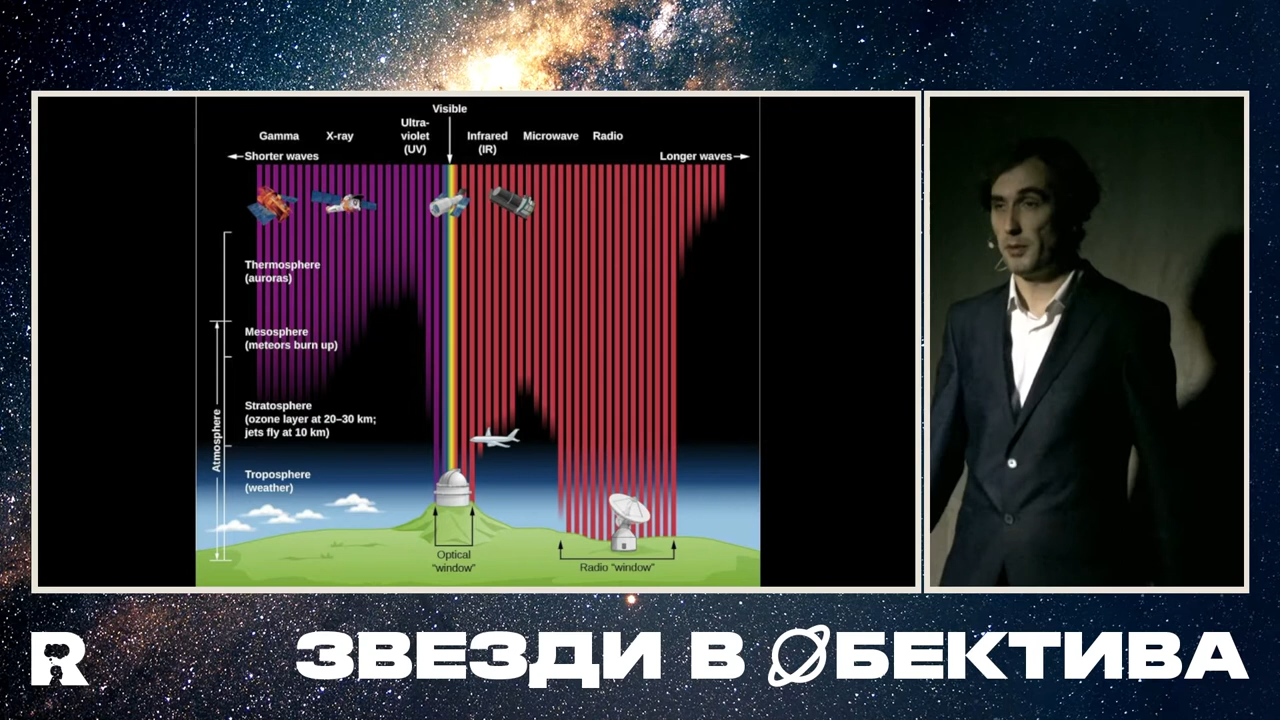 Visible
Gamma
X-ray
Ultra-
violet
(UV)
Infrared
(IR)
Microwave
Radio
Shorter waves
Longer waves
Thermosphere
(auroras)
Mesosphere
(meteors burn up)
Stratosphere
(ozone layer at 20–30 km;
jets fly at 10 km)
Atmosphere
Troposphere
(weather)
Optical
"window"
Radio "window"
R
ЗВЕЗДИ В ОБЕКТИВА